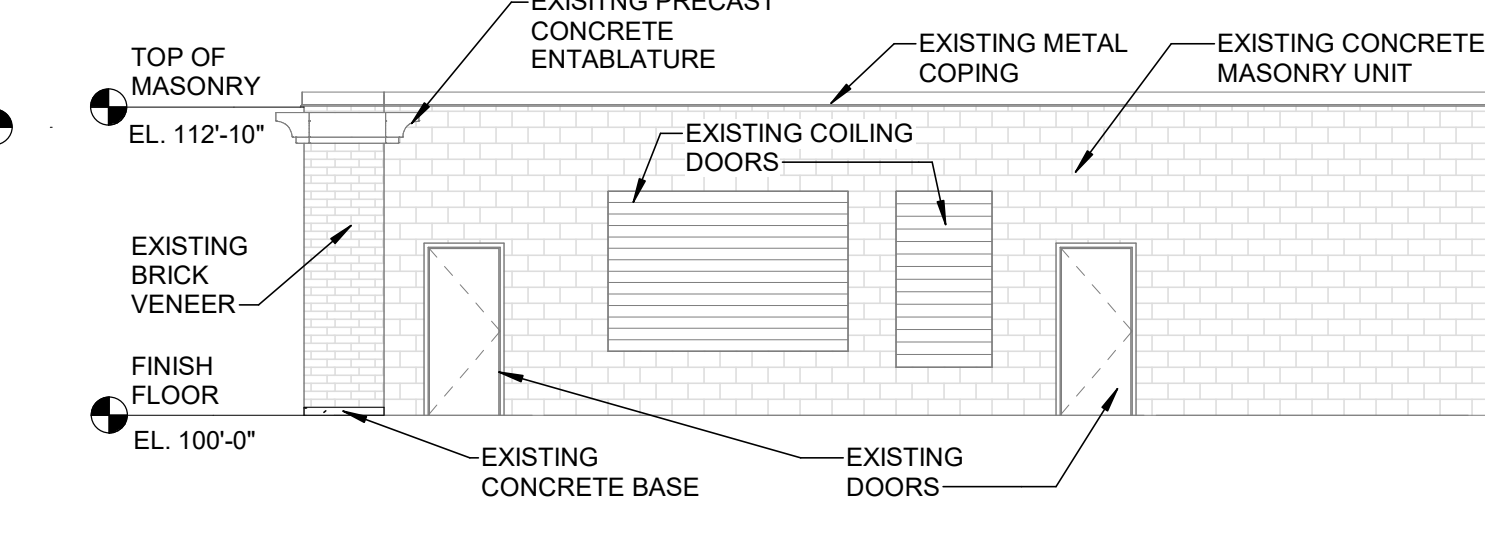 EXISITNG PRECAST
CONCRETE
ENTABLATURE
TOP OF
MASONRY
EL. 112'-10"
EXISTING METAL
COPING
EXISTING CONCRETE
MASONRY UNIT
EXISTING COILING
DOORS
EXISTING
BRICK
VENEER
FINISH
FLOOR
EL. 100'-0"
EXISTING
CONCRETE BASE
EXISTING
DOORS